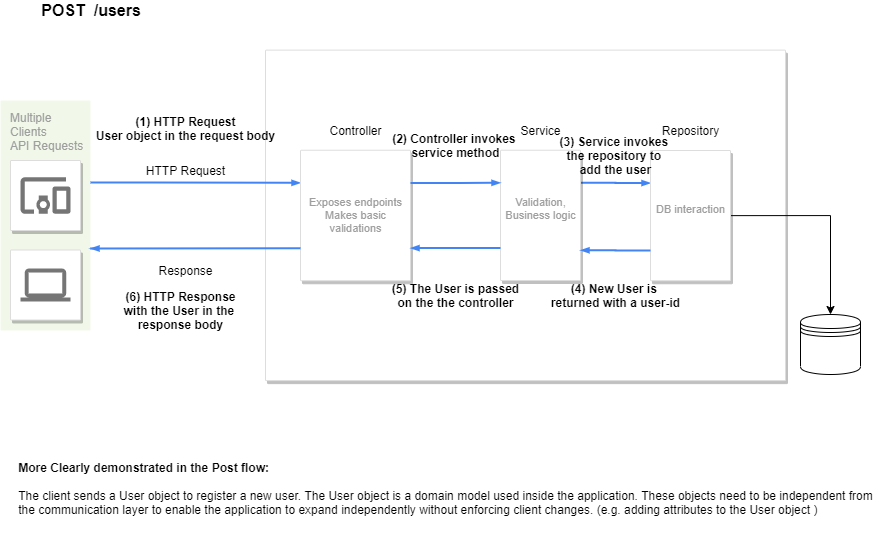 POST /users
Multiple
Clients
API Requests
(1) HTTP Request
User object in the request body
HTTP Request
Controller
(2) Controller invokes
service method
Service
(3) Service invokes
the repository to
add the user
Repository
Exposes endpoints
Makes basic
validations
Validation,
Business logic
DB interaction
Response
(6) HTTP Response
with the User in the
response body
(5) The User is passed
on the the controller
(4) New User is
returned with a user-id
More Clearly demonstrated in the Post flow:
The client sends a User object to register a new user. The User object is a domain model used inside the application. These objects need to be independent from
the communication layer to enable the application to expand independently without enforcing client changes. (e.g. adding attributes to the User object )